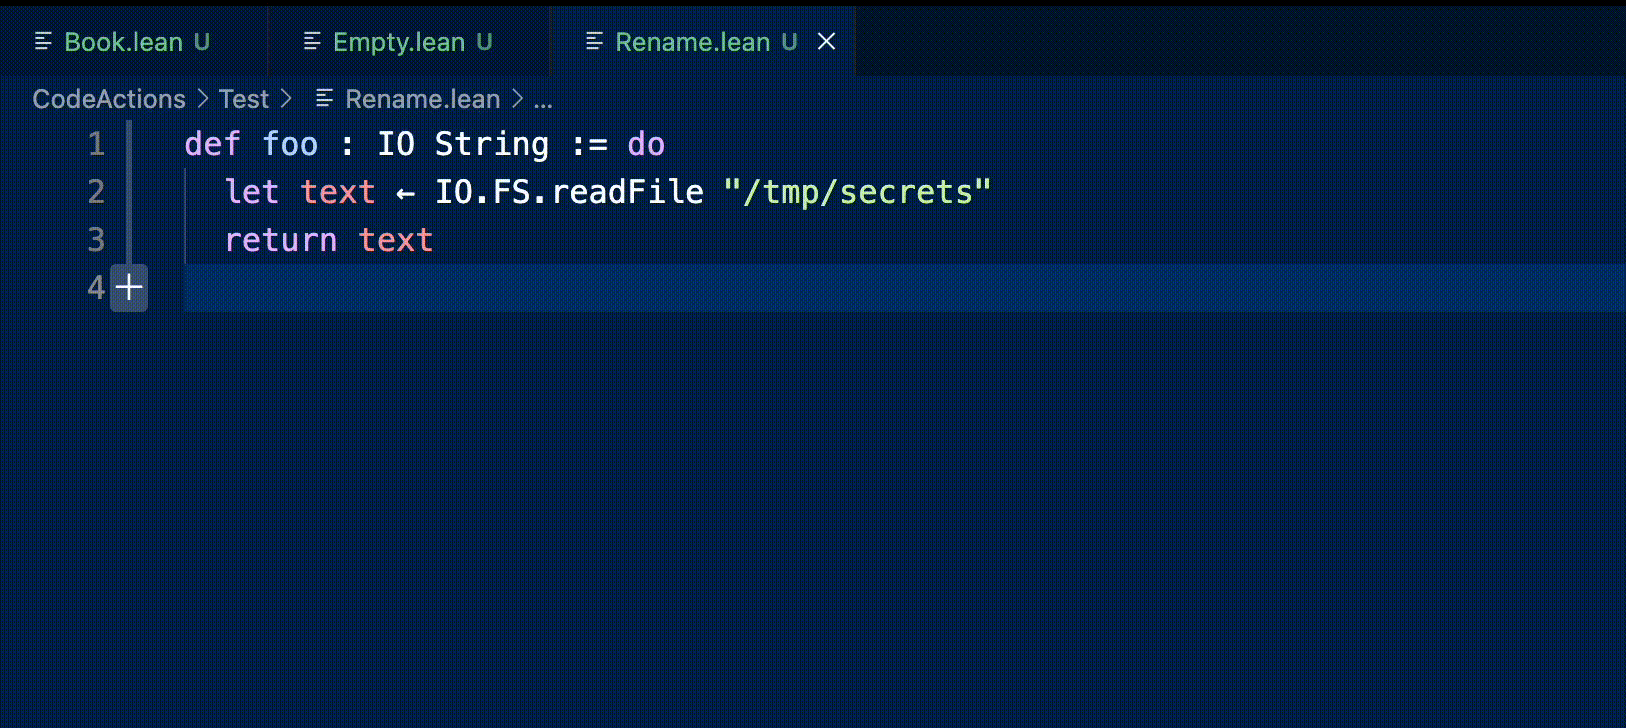 Book.lean U Empty.lean U Rename.lean U
CodeActions > Test > Rename.lean > ...
1 def foo : IO String := do
2 let text ← IO.FS.readFile "/tmp/secrets"
3 return text
4